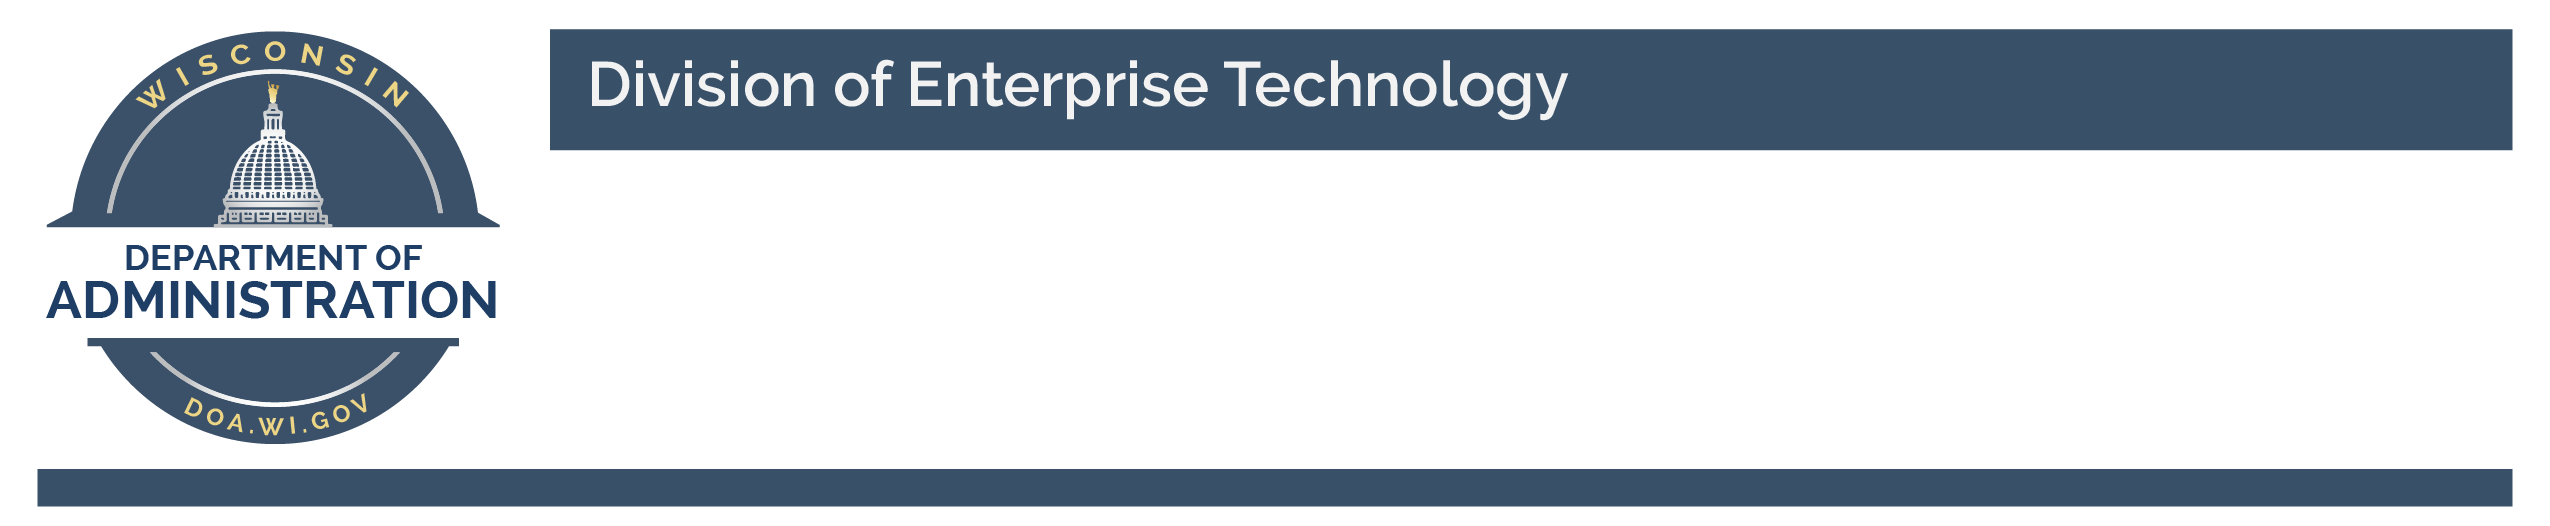 WISCONSIN
DEPARTMENT OF
ADMINISTRATION
DOA.WI.GOV
Division of Enterprise Technology